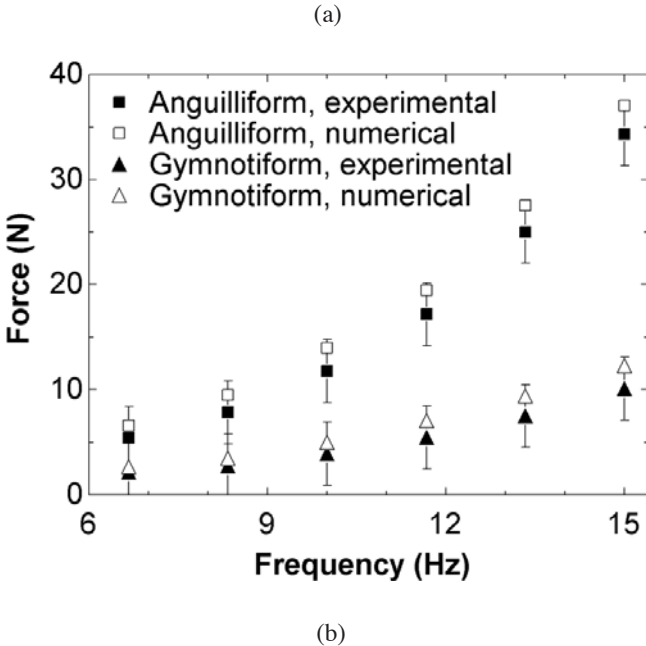 (a)
40
Anguilliform, experimental
Anguilliform, numerical
30
Gymnotiform, experimental
Gymnotiform, numerical
20
Force (N)
10
0
6 9 12 15
Frequency (Hz)
(b)